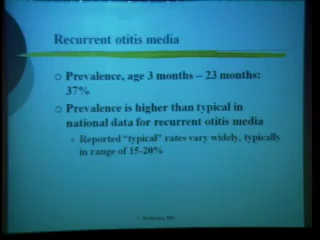 Recurrent otitis media
Prevalence, age 3 months – 23 months:
37%
Prevalence is higher than typical in
national data for recurrent otitis media
Reported “typical” rates vary widely, typically
in range of 15-20%